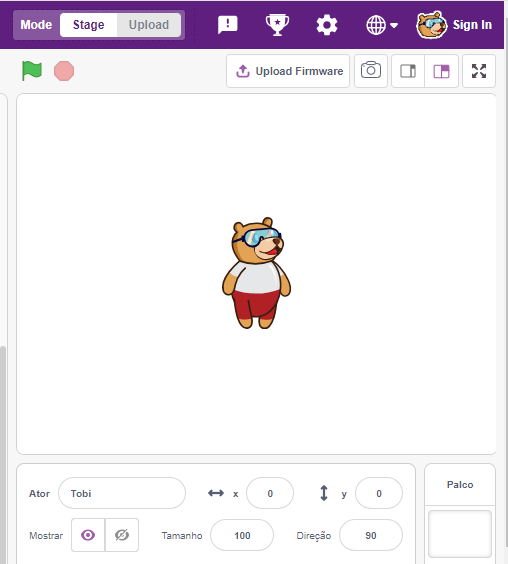 Mode Stage Upload Sign In
Upload Firmware
Ator Tobi x 0 y 0 Palco
Mostrar Tamanho 100 Direção 90